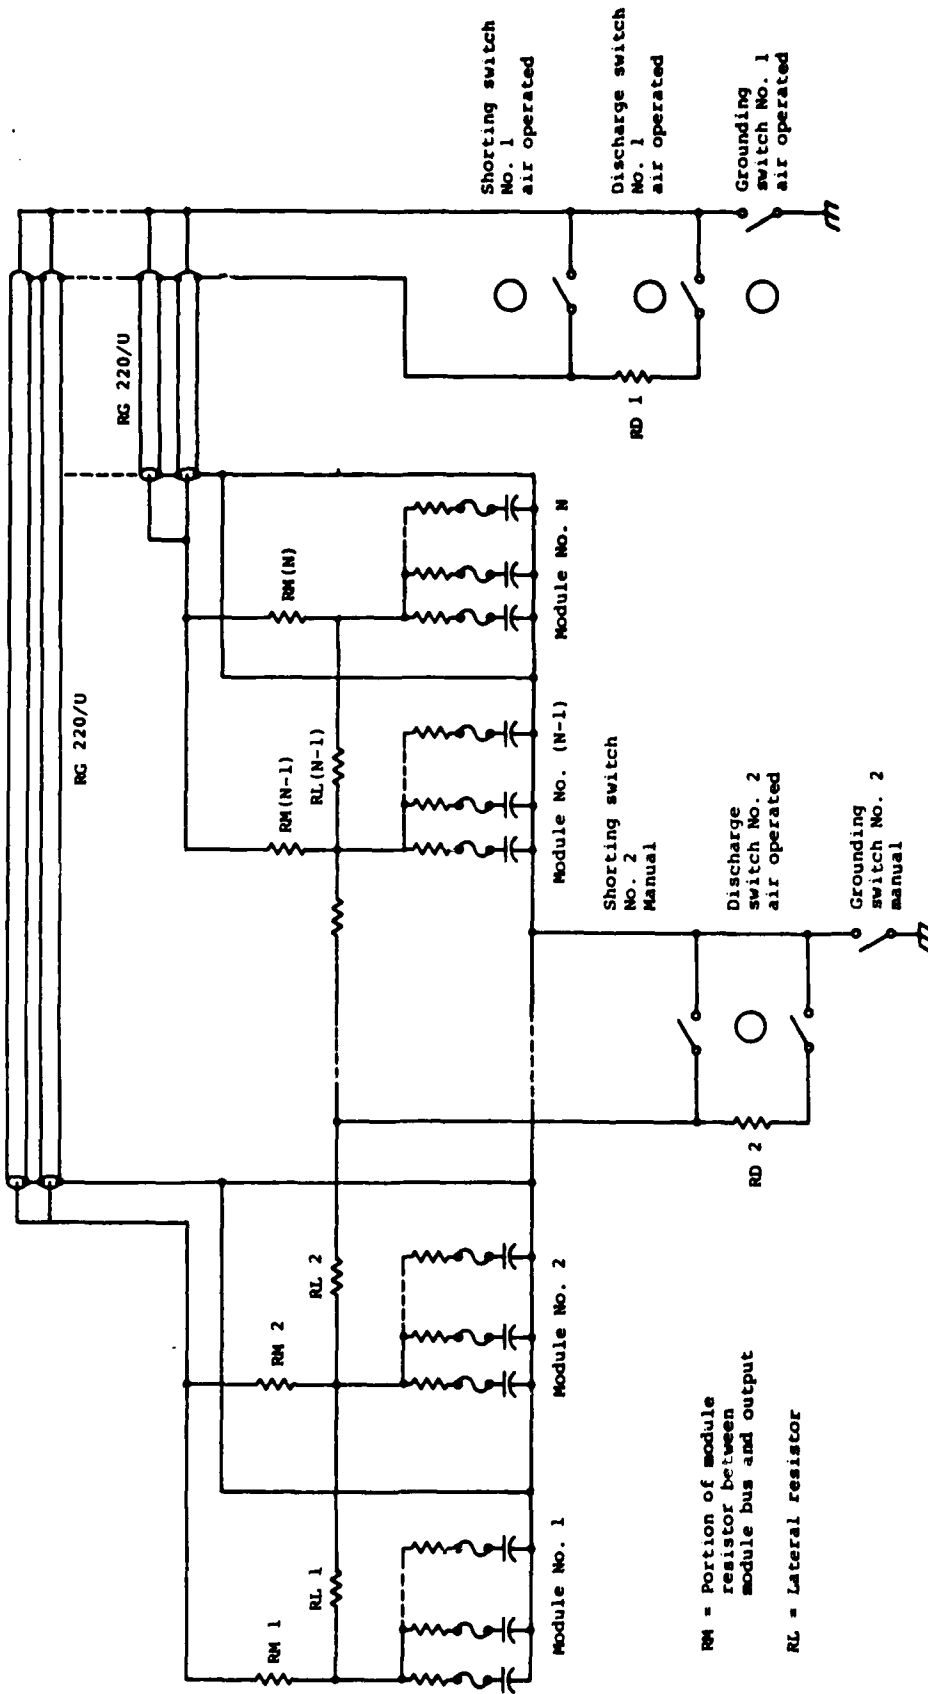 RG 220/U
RG 220/U
RM 1
RL 1
RM 2
RL 2
RM(N-1)
RL(N-1)
RM(N)
Module No. 1
Module No. 2
Module No. (N-1)
Module No. N
RD 1
Shorting switch
No. 1
air operated
Discharge switch
No. 1
air operated
Grounding
switch No. 1
air operated
RD 2
Shorting switch
No. 2
Manual
Discharge
switch No. 2
air operated
Grounding
switch No. 2
manual
RM = Portion of module
resistor between
module bus and output
RL = Lateral resistor